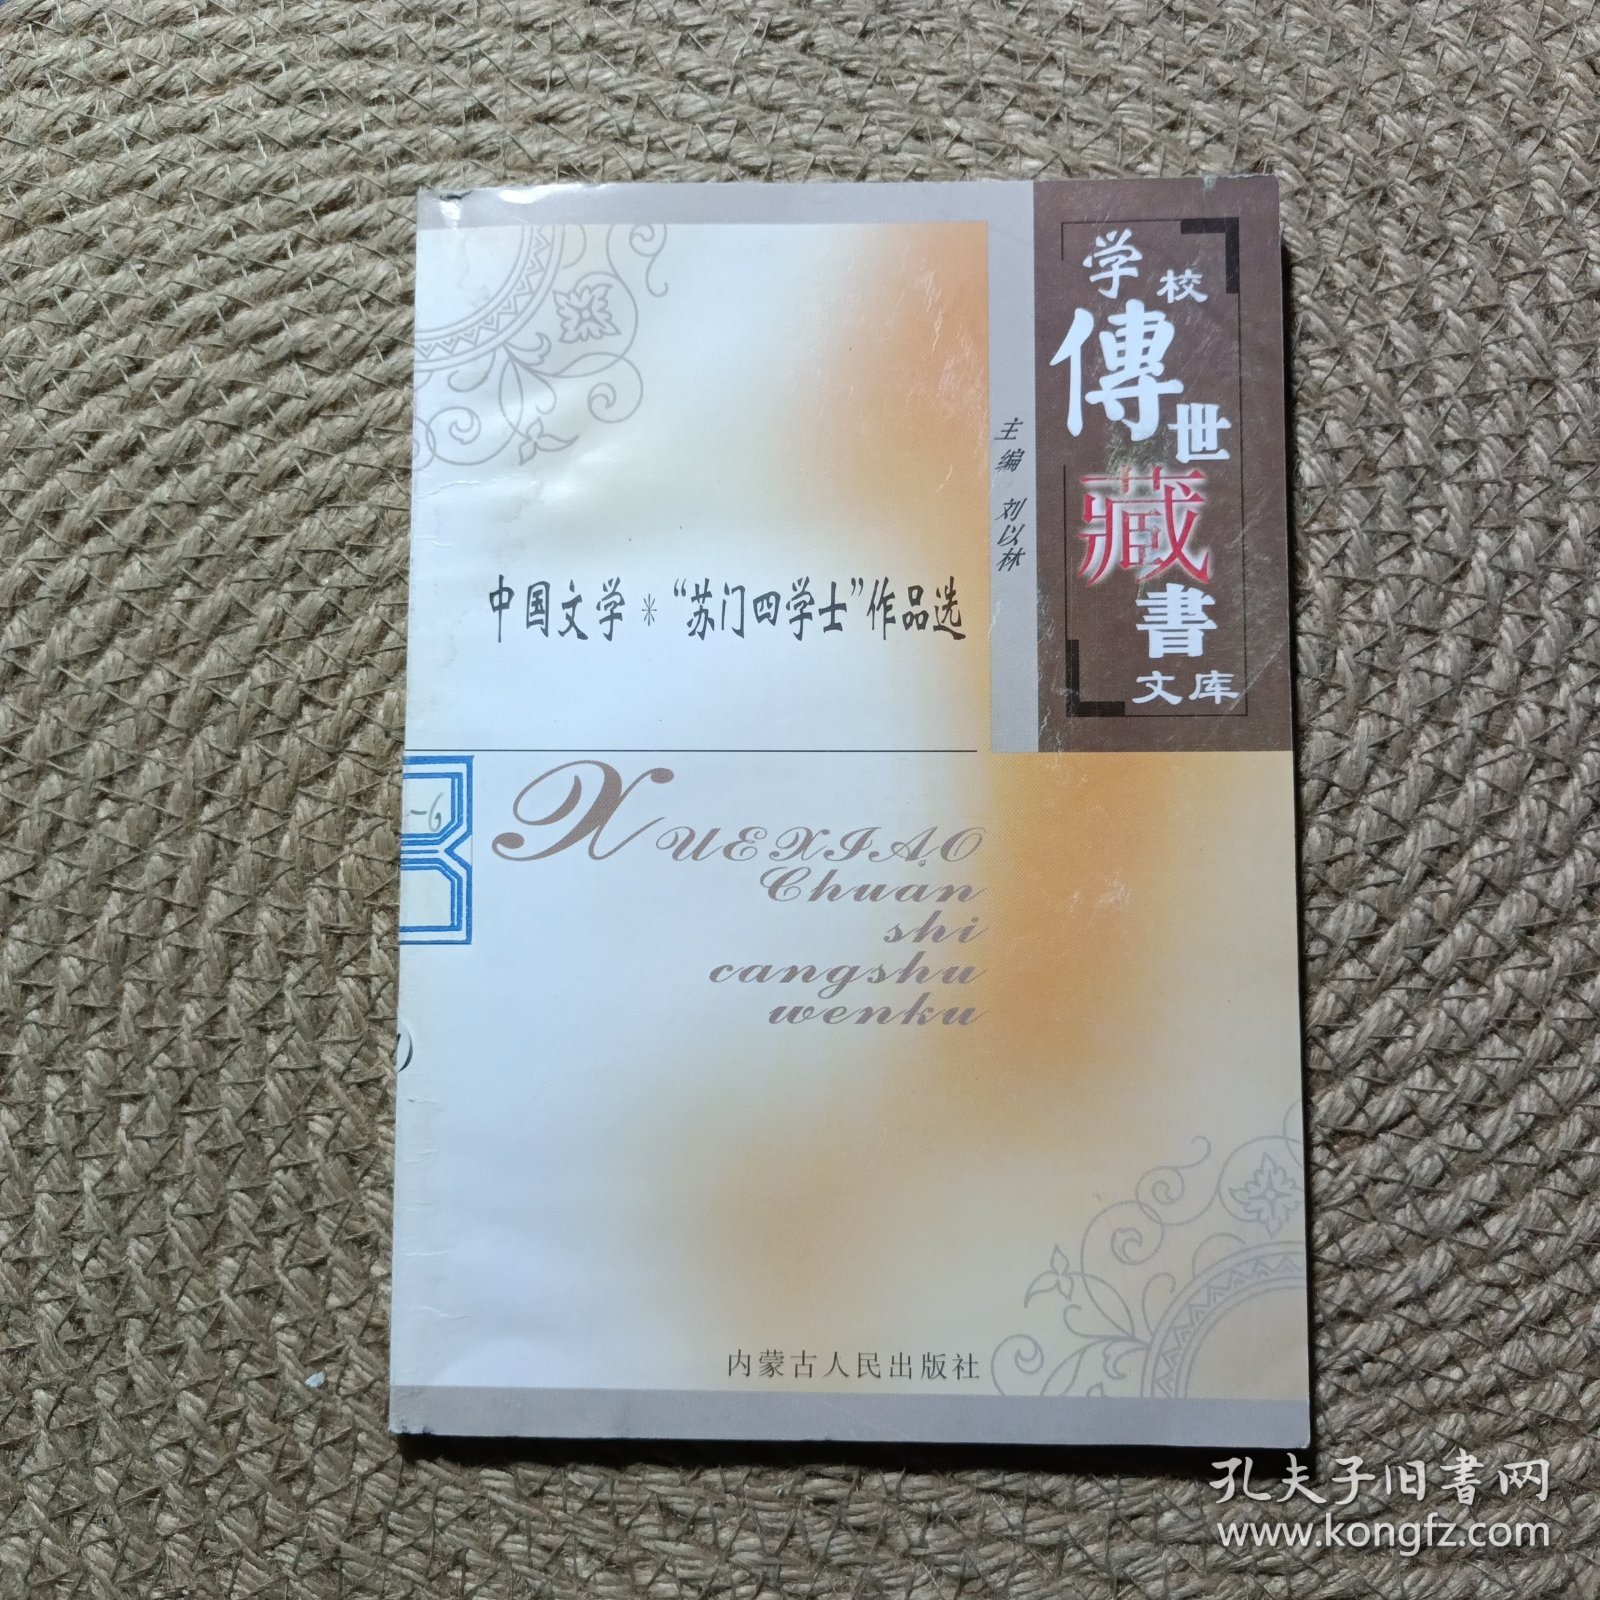 学校
傳世
藏書
文库
主编 刘以林
中国文学*“苏门四学士”作品选
-6
XUEXIAO
Chuan
shi
cangshu
wenku
内蒙古人民出版社
孔夫子旧書网
www.kongfz.com